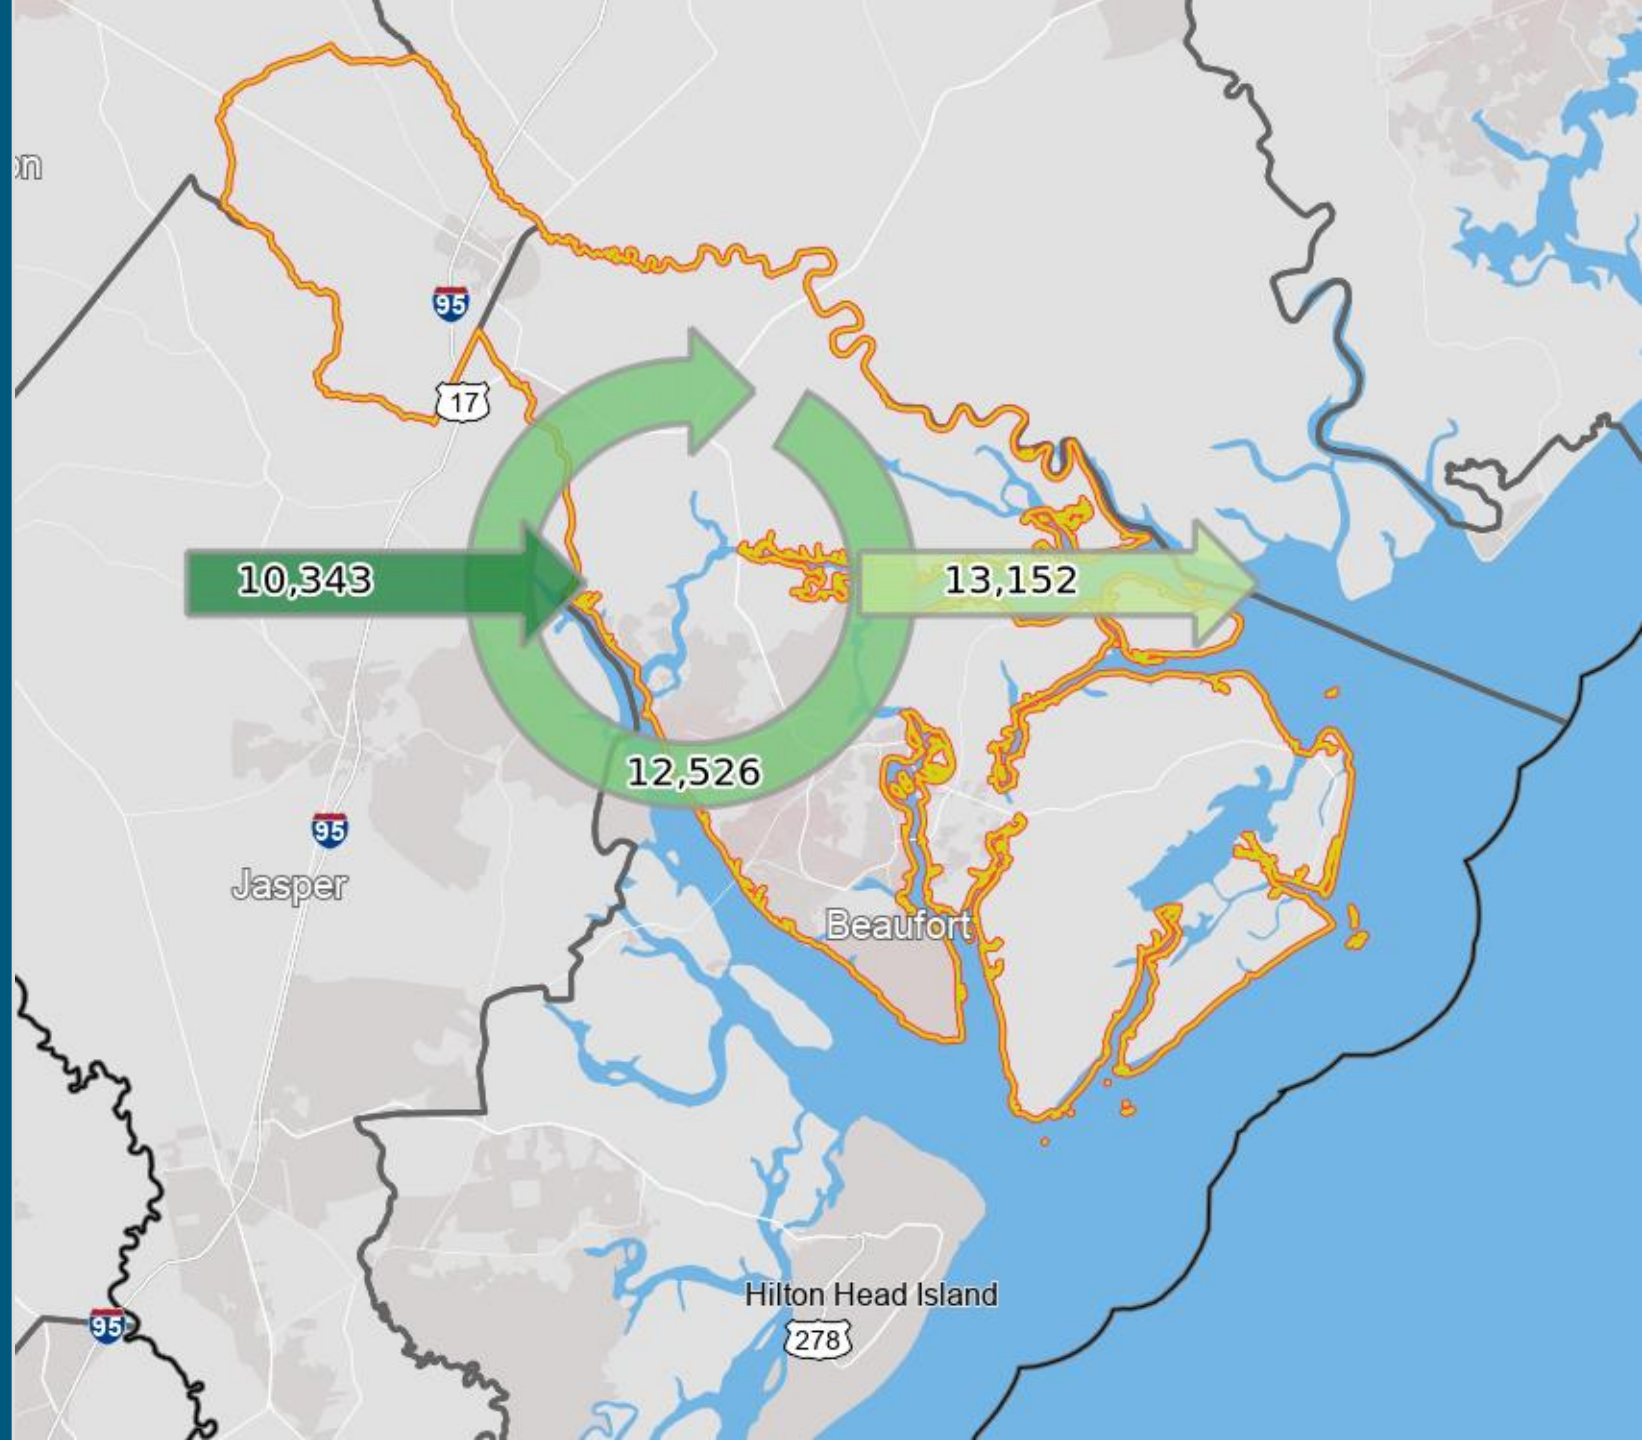 on
95
17
10,343
13,152
12,526
95
Jasper
Beaufort
Hilton Head Island
95
278